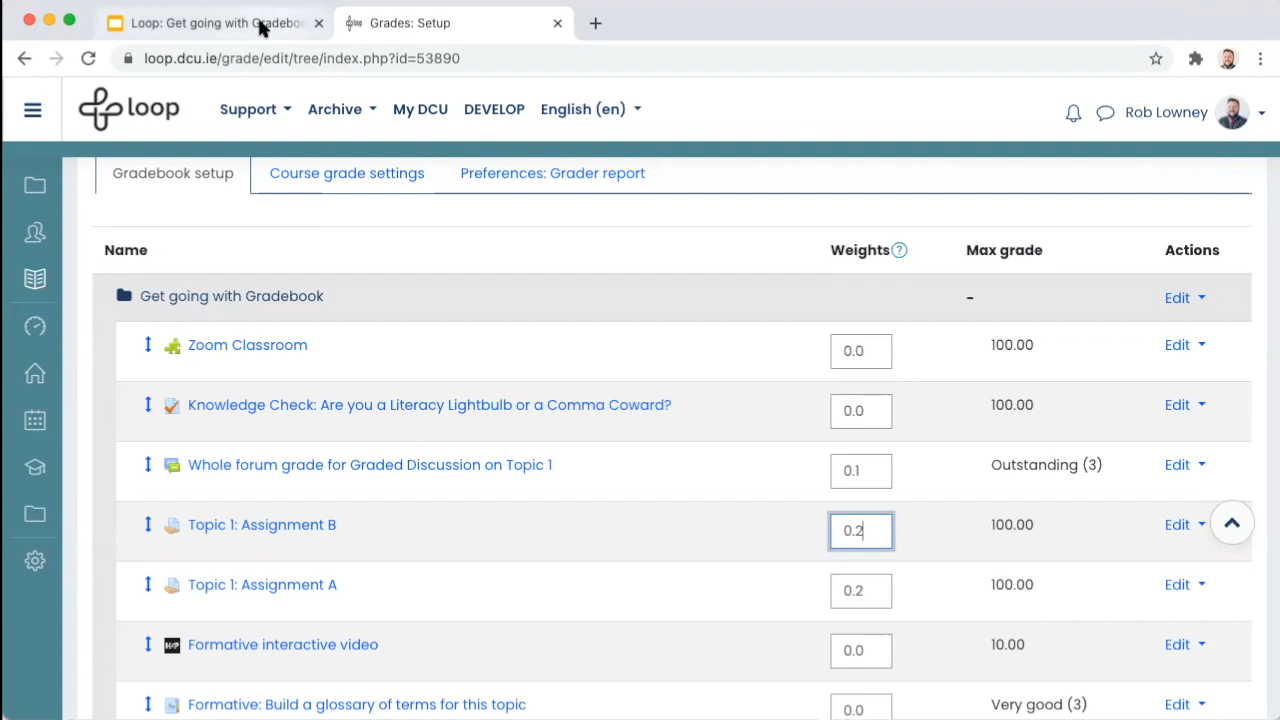 Loop: Get going with Gradeboo
Grades: Setup
loop.dcu.ie/grade/edit/tree/index.php?id=53890
loop Support Archive My DCU DEVELOP English (en) Rob Lowney
Gradebook setup Course grade settings Preferences: Grader report
Name Weights ? Max grade Actions
Get going with Gradebook - Edit
Zoom Classroom 0.0 100.00 Edit
Knowledge Check: Are you a Literacy Lightbulb or a Comma Coward? 0.0 100.00 Edit
Whole forum grade for Graded Discussion on Topic 1 0.1 Outstanding (3) Edit
Topic 1: Assignment B 0.2 100.00 Edit
Topic 1: Assignment A 0.2 100.00 Edit
H-P Formative interactive video 0.0 10.00 Edit
Formative: Build a glossary of terms for this topic 0.0 Very good (3) Edit